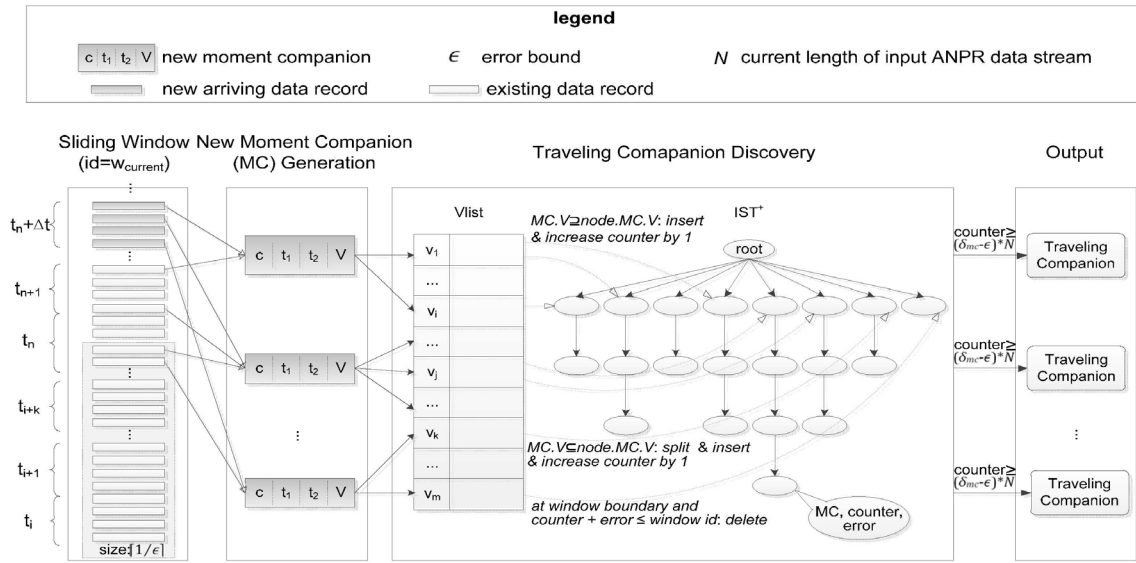 legend
c t₁ t₂ V new moment companion
ϵ error bound
N current length of input ANPR data stream
new arriving data record
existing data record
Sliding Window
(id=w_current)
New Moment Companion
(MC) Generation
Traveling Comapanion Discovery
Output
...
tₙ+Δt
tₙ₊₁
tₙ
...
tᵢ₊ₖ
...
tᵢ₊₁
tᵢ
size:⌈1/ϵ⌉
c t₁ t₂ V
c t₁ t₂ V
...
c t₁ t₂ V
Vlist
v₁
...
vᵢ
...
vⱼ
...
vₖ
...
vₘ
MC.V⊇node.MC.V: insert
& increase counter by 1
IST⁺
root
MC.V⊆node.MC.V: split & insert
& increase counter by 1
at window boundary and
counter + error ≤ window id: delete
MC, counter,
error
counter≥
(δ_mc-ϵ)*N
Traveling
Companion
counter≥
(δ_mc-ϵ)*N
Traveling
Companion
...
counter≥
(δ_mc-ϵ)*N
Traveling
Companion